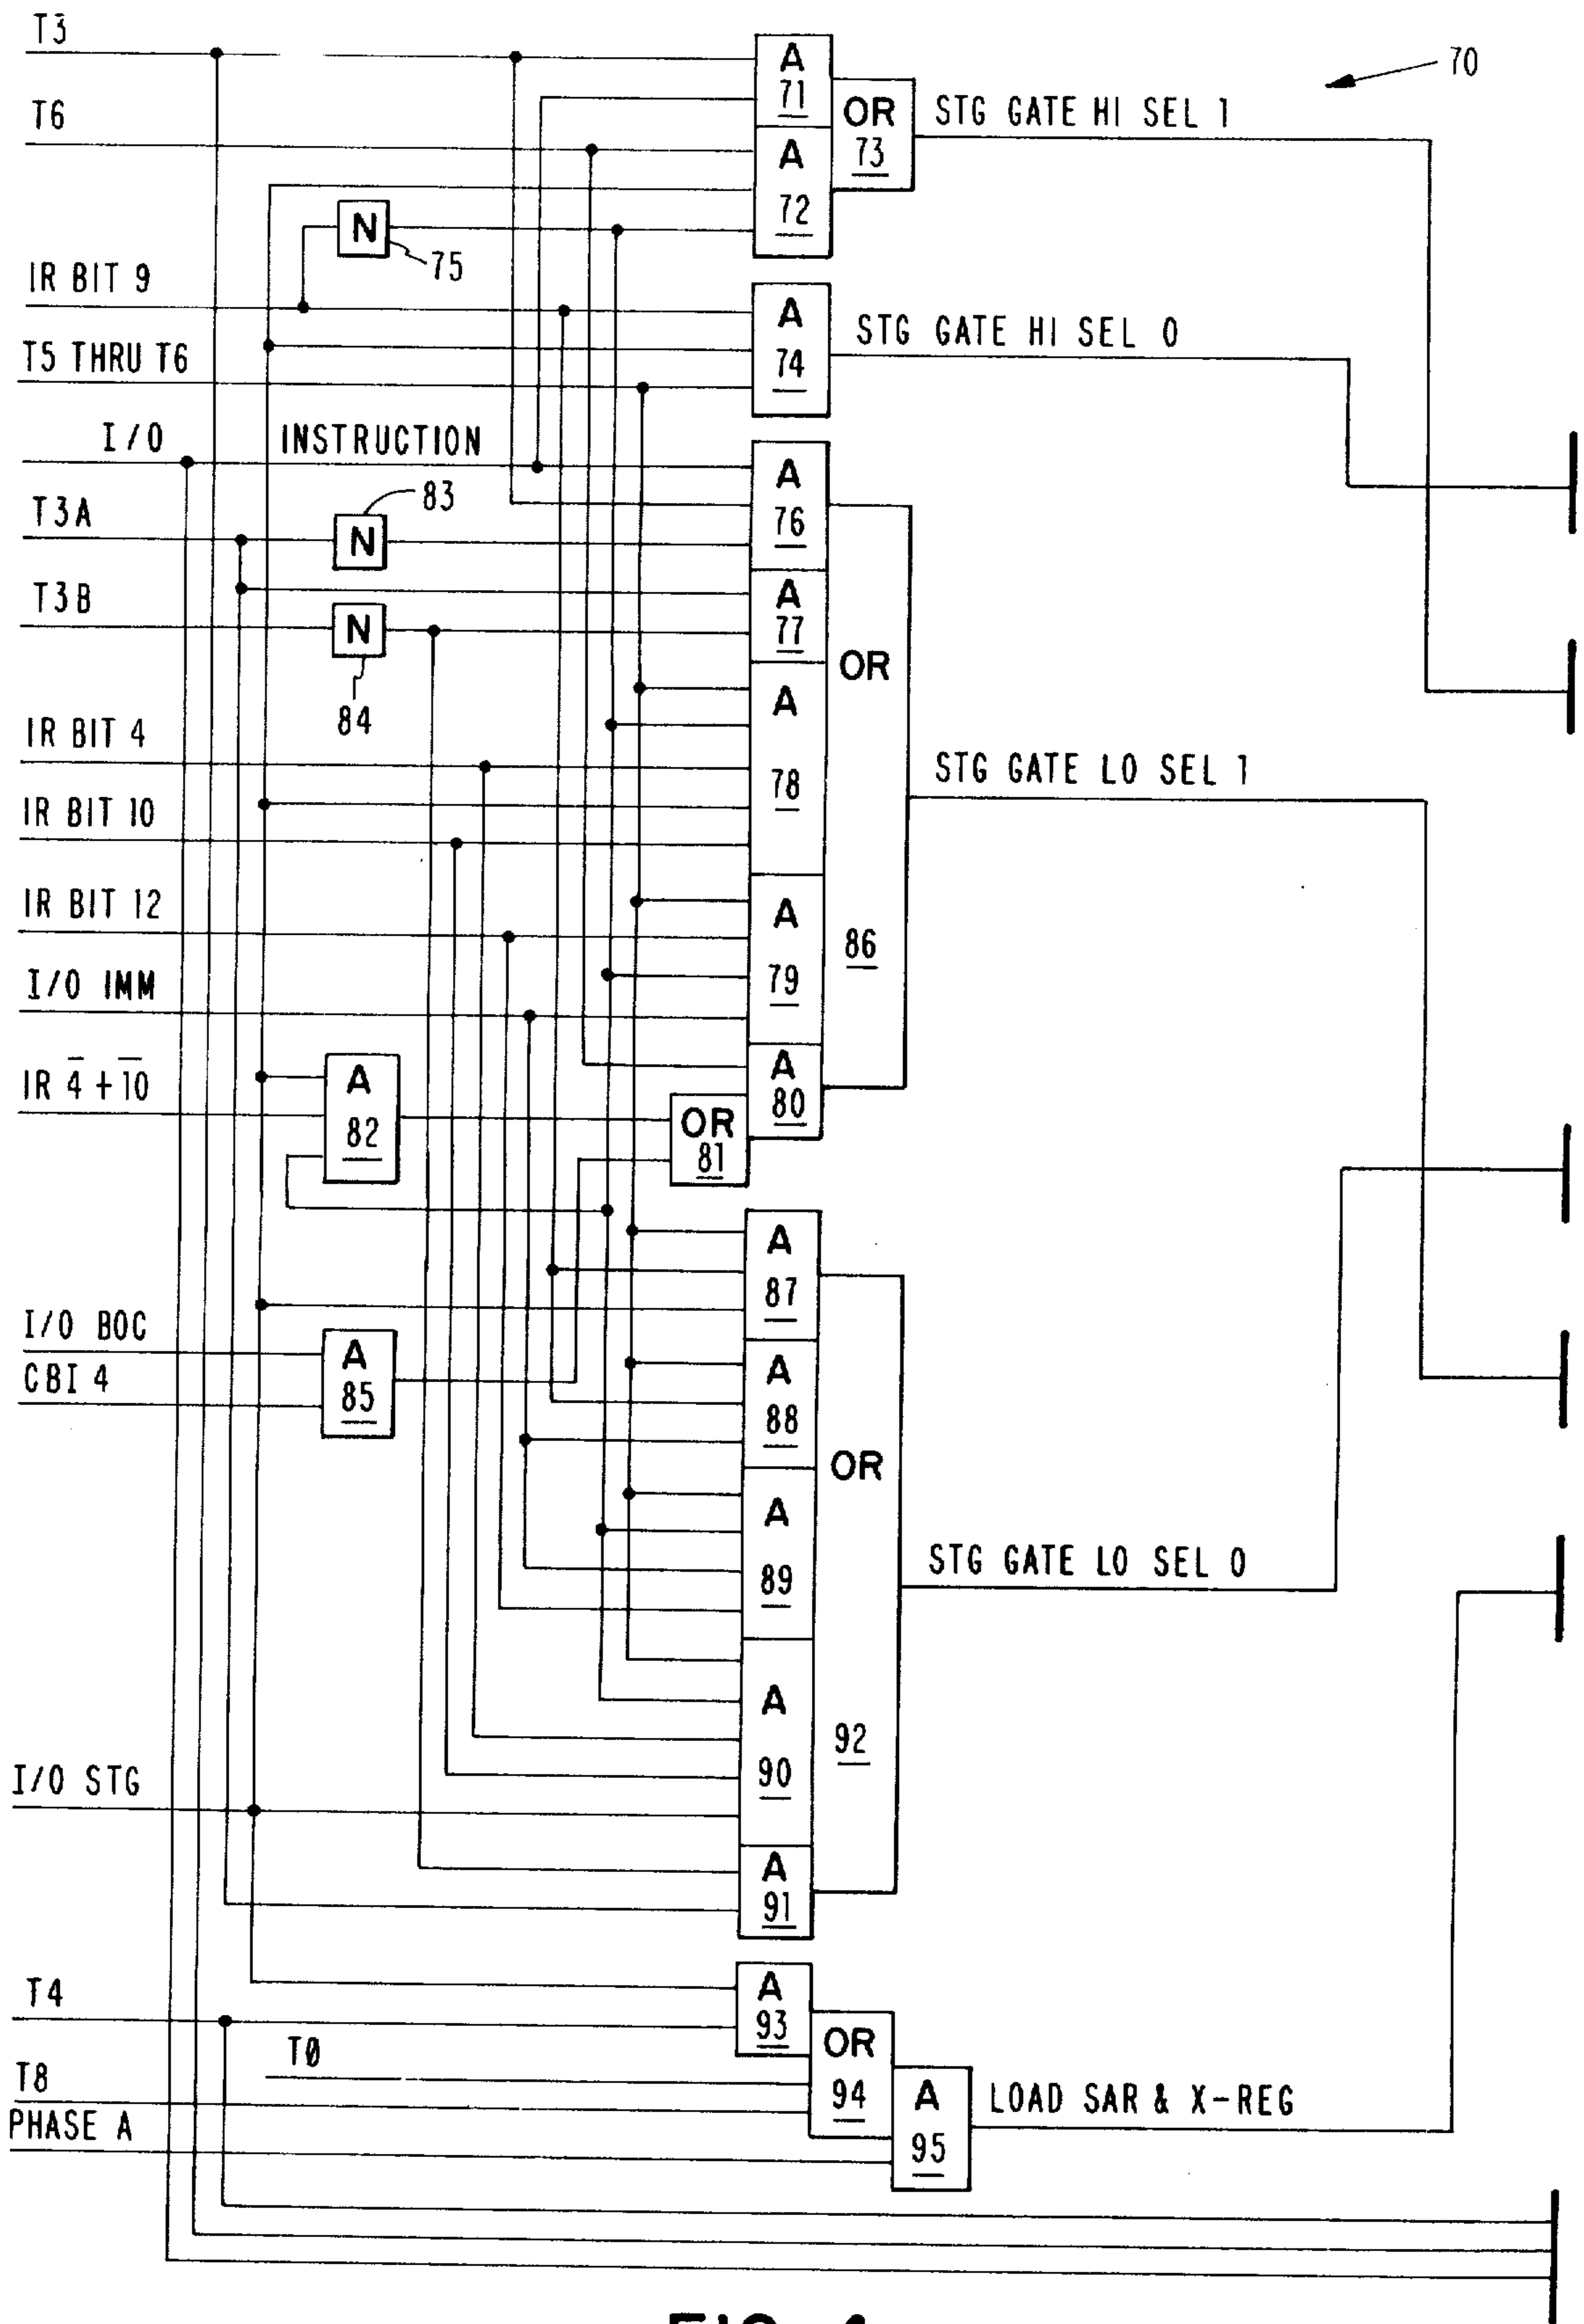 T3
70
A
71
OR
73
STG GATE HI SEL 1
T6
A
72
N
75
IR BIT 9
A
74
STG GATE HI SEL 0
T5 THRU T6
I/O INSTRUCTION
A
76
83
T3A
N
A
77
T3B
N
84
OR
A
78
IR BIT 4
STG GATE LO SEL 1
IR BIT 10
IR BIT 12
A
79
86
I/O IMM
A
80
IR 4̅ + 1̅0̅
A
82
OR
81
A
87
I/O BOC
CBI 4
A
85
A
88
OR
A
89
STG GATE LO SEL 0
A
90
92
I/O STG
A
91
T4
A
93
TØ
OR
94
T8
A
95
LOAD SAR & X-REG
PHASE A